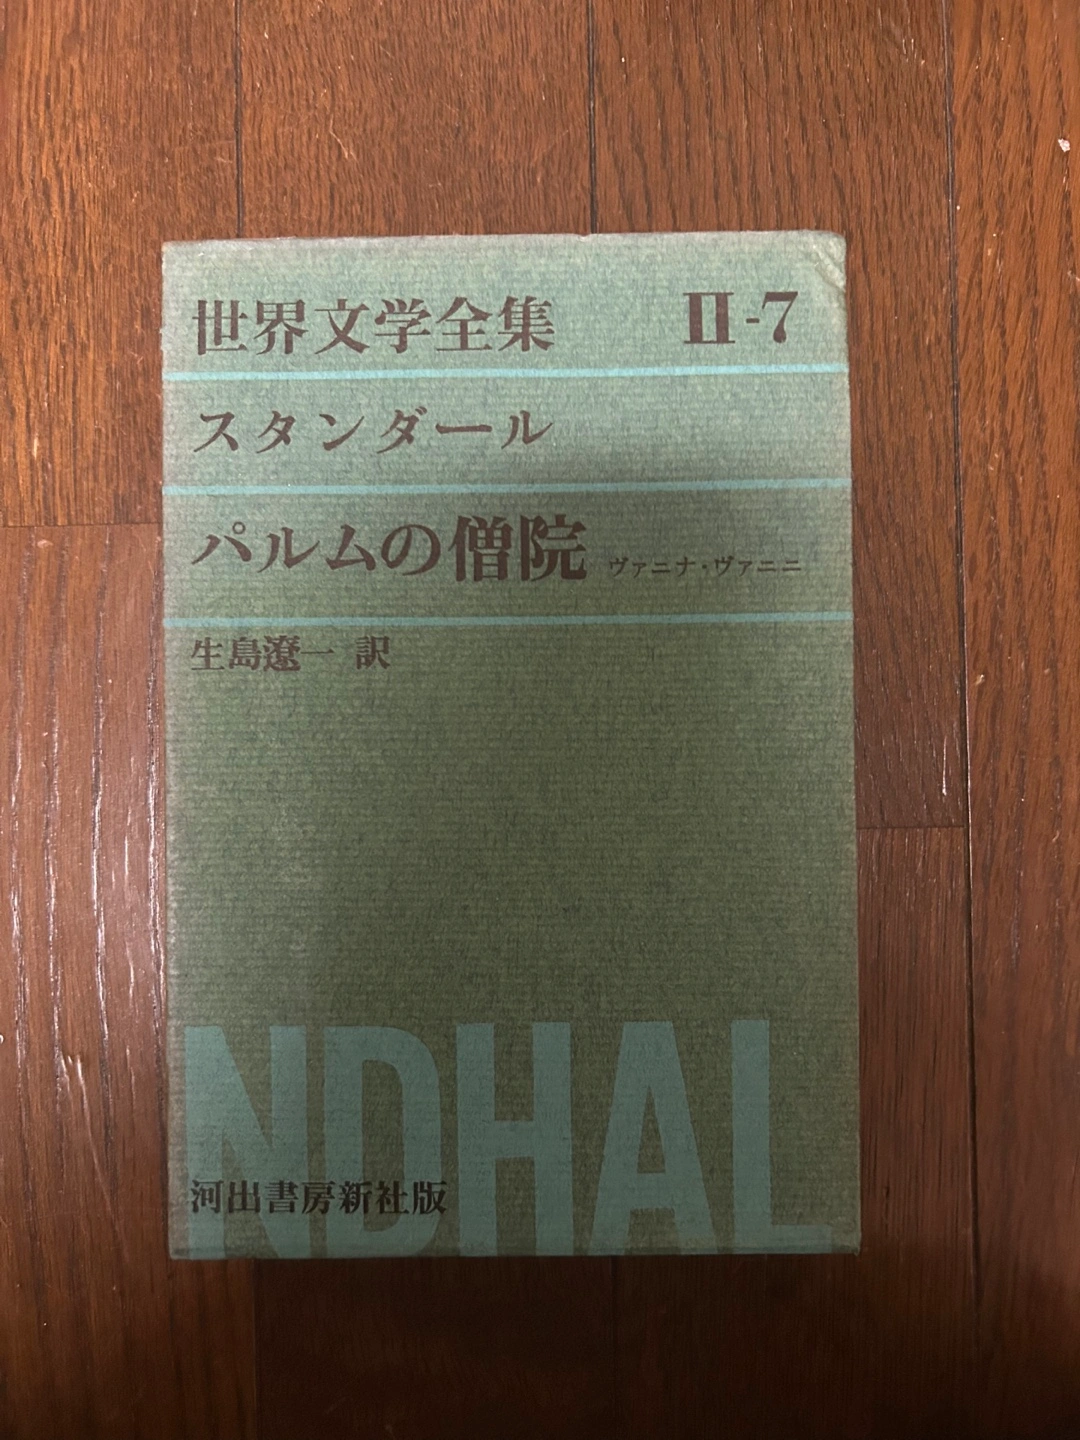 世界文学全集 II-7
スタンダール
パルムの僧院 ヴァニナ・ヴァニニ
生島遼一 訳
NDHAL
河出書房新社版